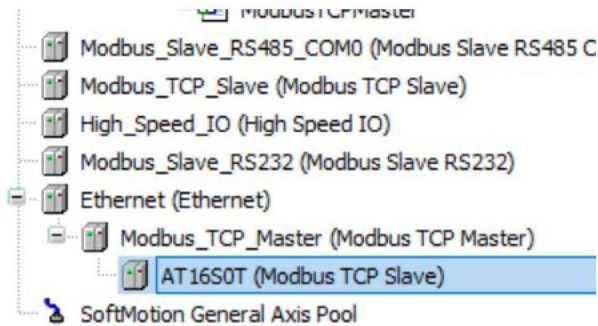 ModbusTCPMaster
Modbus_Slave_RS485_COM0 (Modbus Slave RS485 C
Modbus_TCP_Slave (Modbus TCP Slave)
High_Speed_IO (High Speed IO)
Modbus_Slave_RS232 (Modbus Slave RS232)
Ethernet (Ethernet)
Modbus_TCP_Master (Modbus TCP Master)
AT16S0T (Modbus TCP Slave)
SoftMotion General Axis Pool